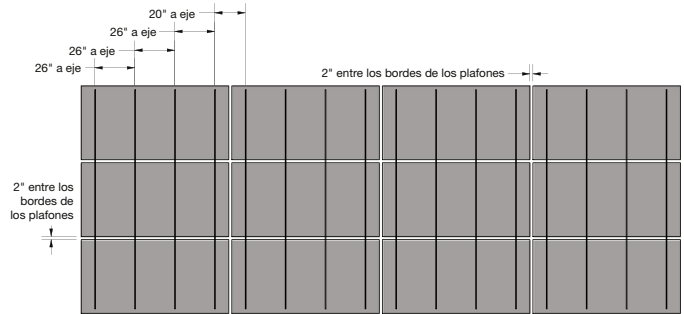 20" a eje
26" a eje
26" a eje
26" a eje
2" entre los bordes de los plafones
2" entre los
bordes de
los plafones